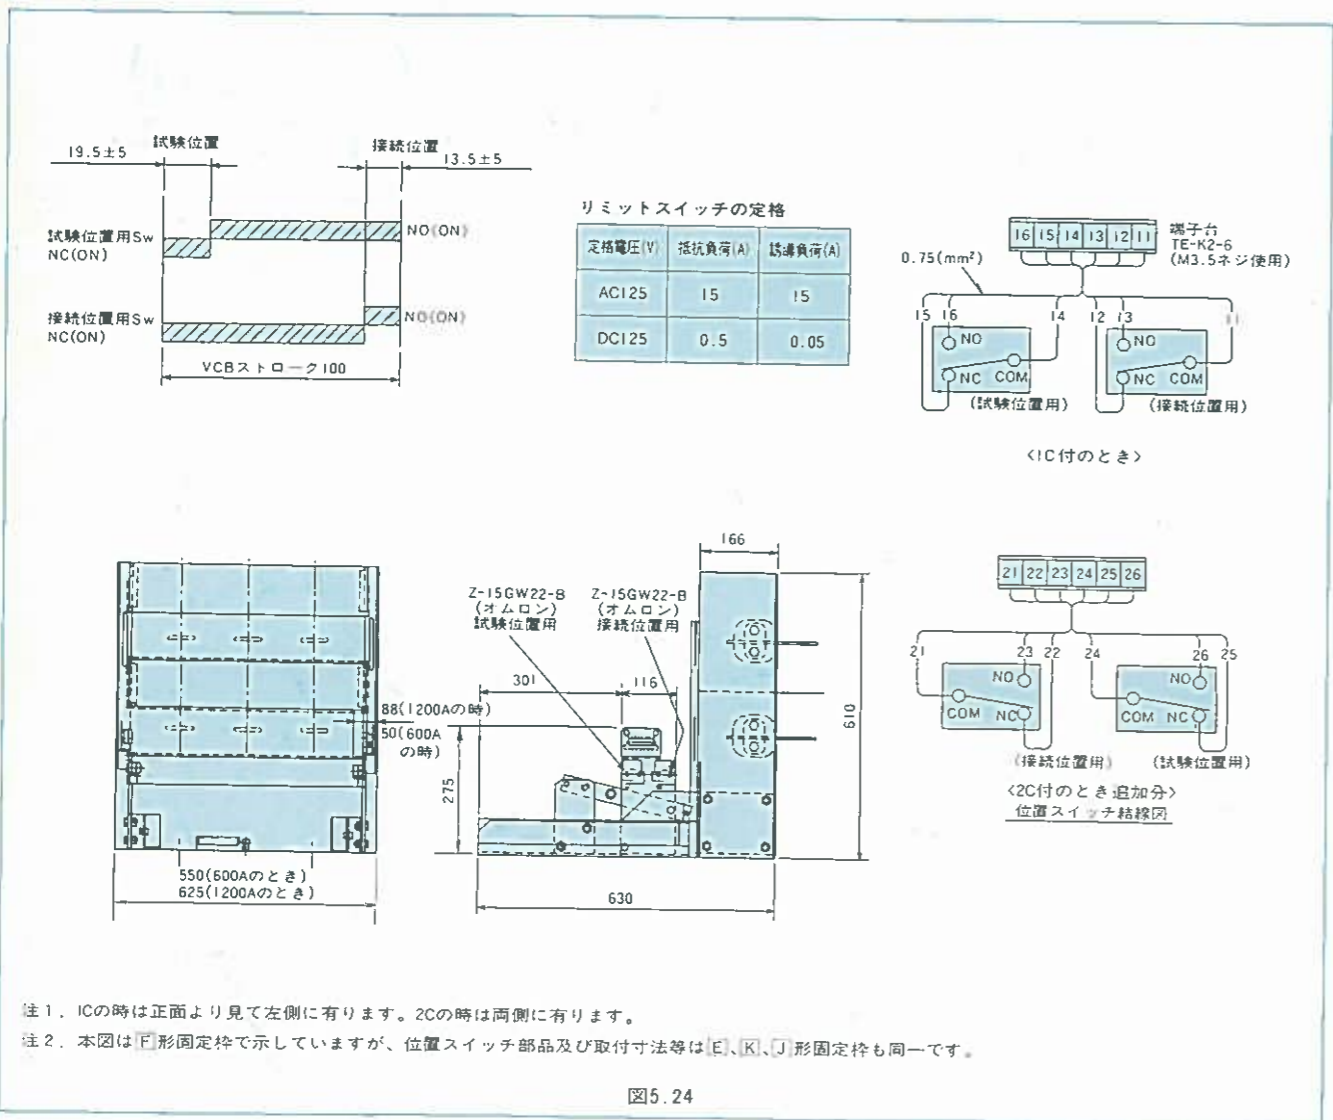 試験位置
19.5±5
接続位置
13.5±5
試験位置用Sw
NC(ON)
NO(ON)
接続位置用Sw
NC(ON)
NO(ON)
VCBストローク100
リミットスイッチの定格
定格電圧(V) 抵抗負荷(A) 誘導負荷(A)
AC125 15 15
DC125 0.5 0.05
16 15 14 13 12 11
端子台
TE-K2-6
(M3.5ネジ使用)
0.75(mm²)
15 16 14 12 13 11
NO
NC COM
(試験位置用)
NO
NC COM
(接続位置用)
<1C付のとき>
88(1200Aの時)
50(600A
の時)
550(600Aのとき)
625(1200Aのとき)
166
Z-15GW22-B
(オムロン)
試験位置用
Z-15GW22-B
(オムロン)
接続位置用
301
116
275
610
630
21 22 23 24 25 26
21 23 22 24 26 25
NO
COM NC
(接続位置用)
NO
COM NC
(試験位置用)
<2C付のとき追加分>
位置スイッチ結線図
注1. 1Cの時は正面より見て左側に有ります。2Cの時は両側に有ります。
注2. 本図はF形固定枠で示していますが、位置スイッチ部品及び取付寸法等はE、K、J形固定枠も同一です。
図5.24